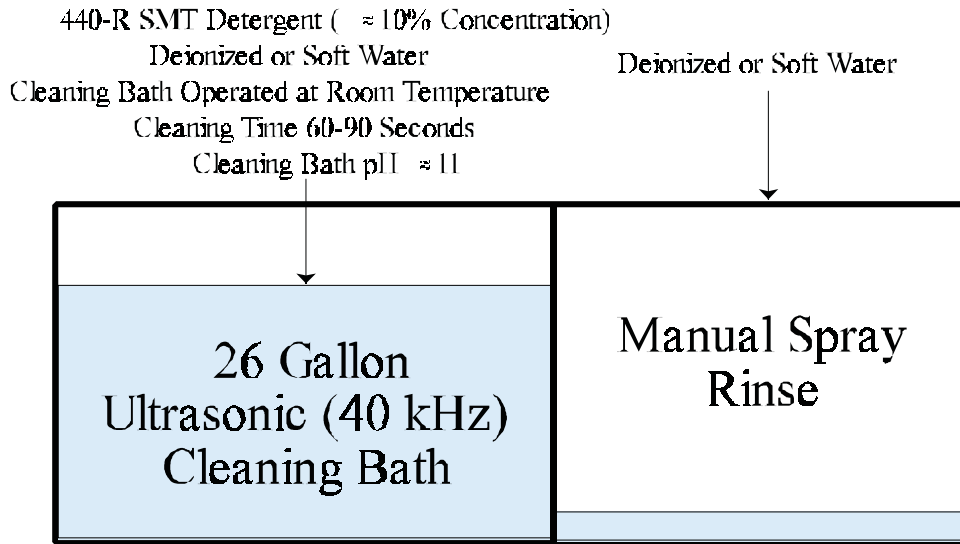 440-R SMT Detergent ( ≈10% Concentration)
Deionized or Soft Water
Cleaning Bath Operated at Room Temperature
Cleaning Time 60-90 Seconds
Cleaning Bath pH ≈11
Deionized or Soft Water
26 Gallon
Ultrasonic (40 kHz)
Cleaning Bath
Manual Spray
Rinse